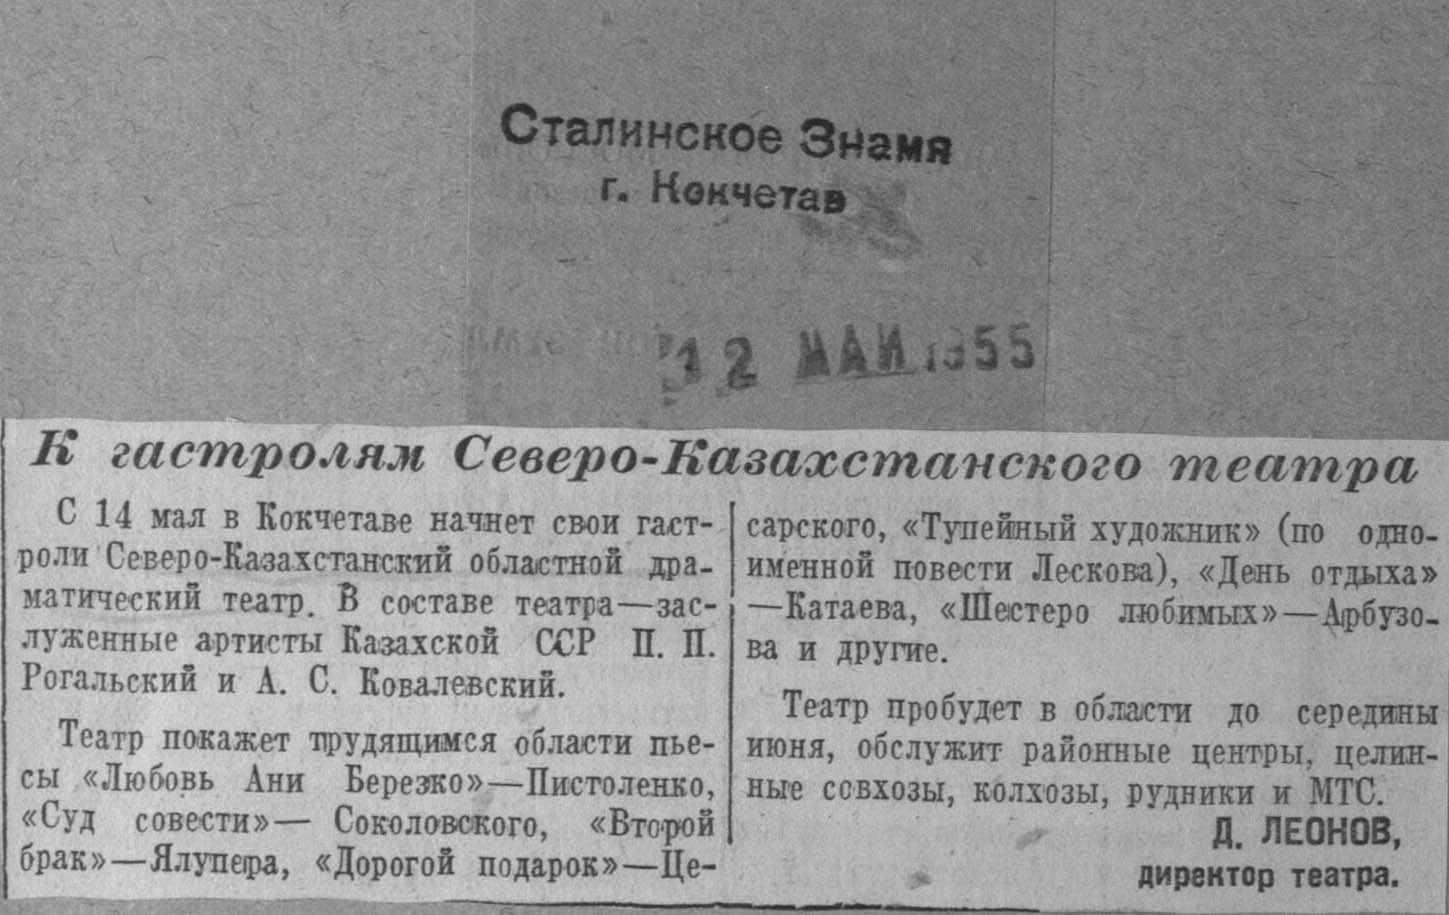 Сталинское Знамя
г. Кокчетав
12 МАЙ 1955
К гастролям Северо-Казахстанского театра
С 14 мая в Кокчетаве начнет свои гаст-
роли Северо-Казахстанский областной дра-
матический театр. В составе театра—зас-
луженные артисты Казахской ССР П. П.
Рогальский и А. С. Ковалевский.
Театр покажет трудящимся области пье-
сы «Любовь Ани Березко»—Пистоленко,
«Суд совести»— Соколовского, «Второй
брак»—Ялупера, «Дорогой подарок»—Це-
сарского, «Тупейный художник» (по одно-
именной повести Лескова), «День отдыха»
—Катаева, «Шестеро любимых»—Арбузо-
ва и другие.
Театр пробудет в области до середины
июня, обслужит районные центры, целин-
ные совхозы, колхозы, рудники и МТС.
Д. ЛЕОНОВ,
директор театра.